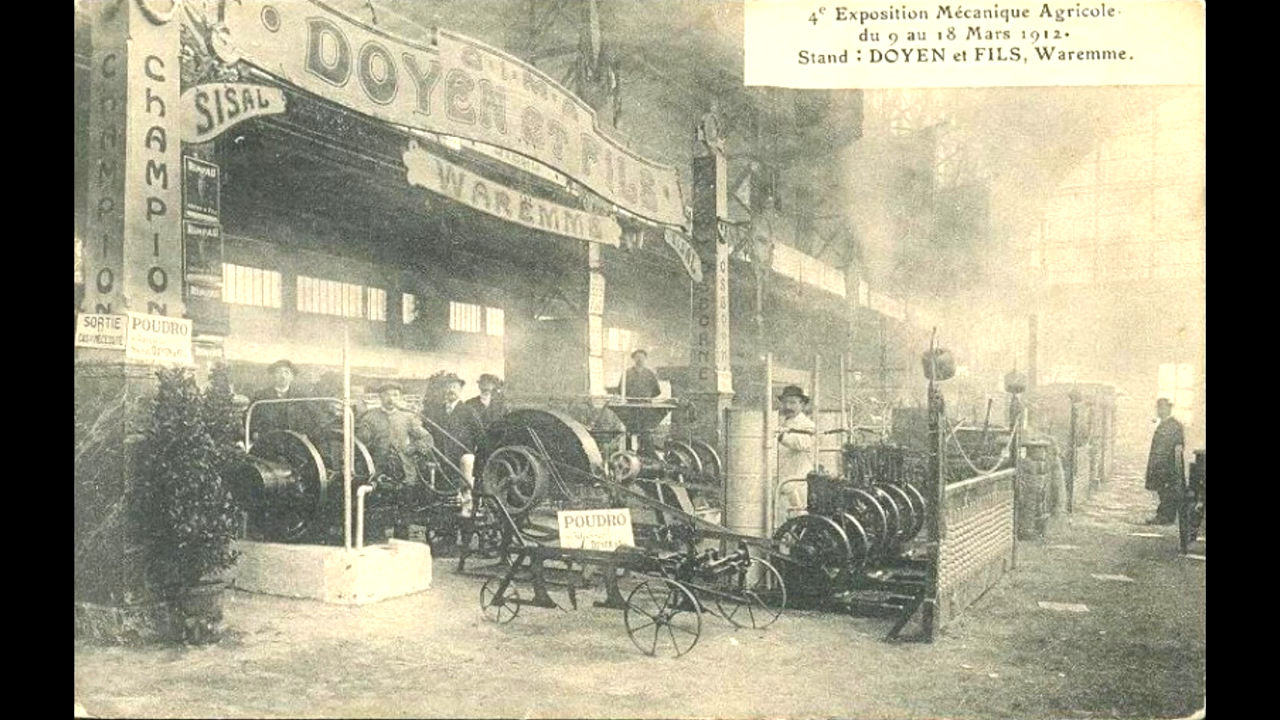 4e Exposition Mécanique Agricole
du 9 au 18 Mars 1912.
Stand : DOYEN et FILS, Waremme.
S.I.M.A.
DOYEN ET FILS
WAREMME
SISAL
SISAL
CHAMPION
CHAMPION
SORTIE
POUDRO
POUDRO